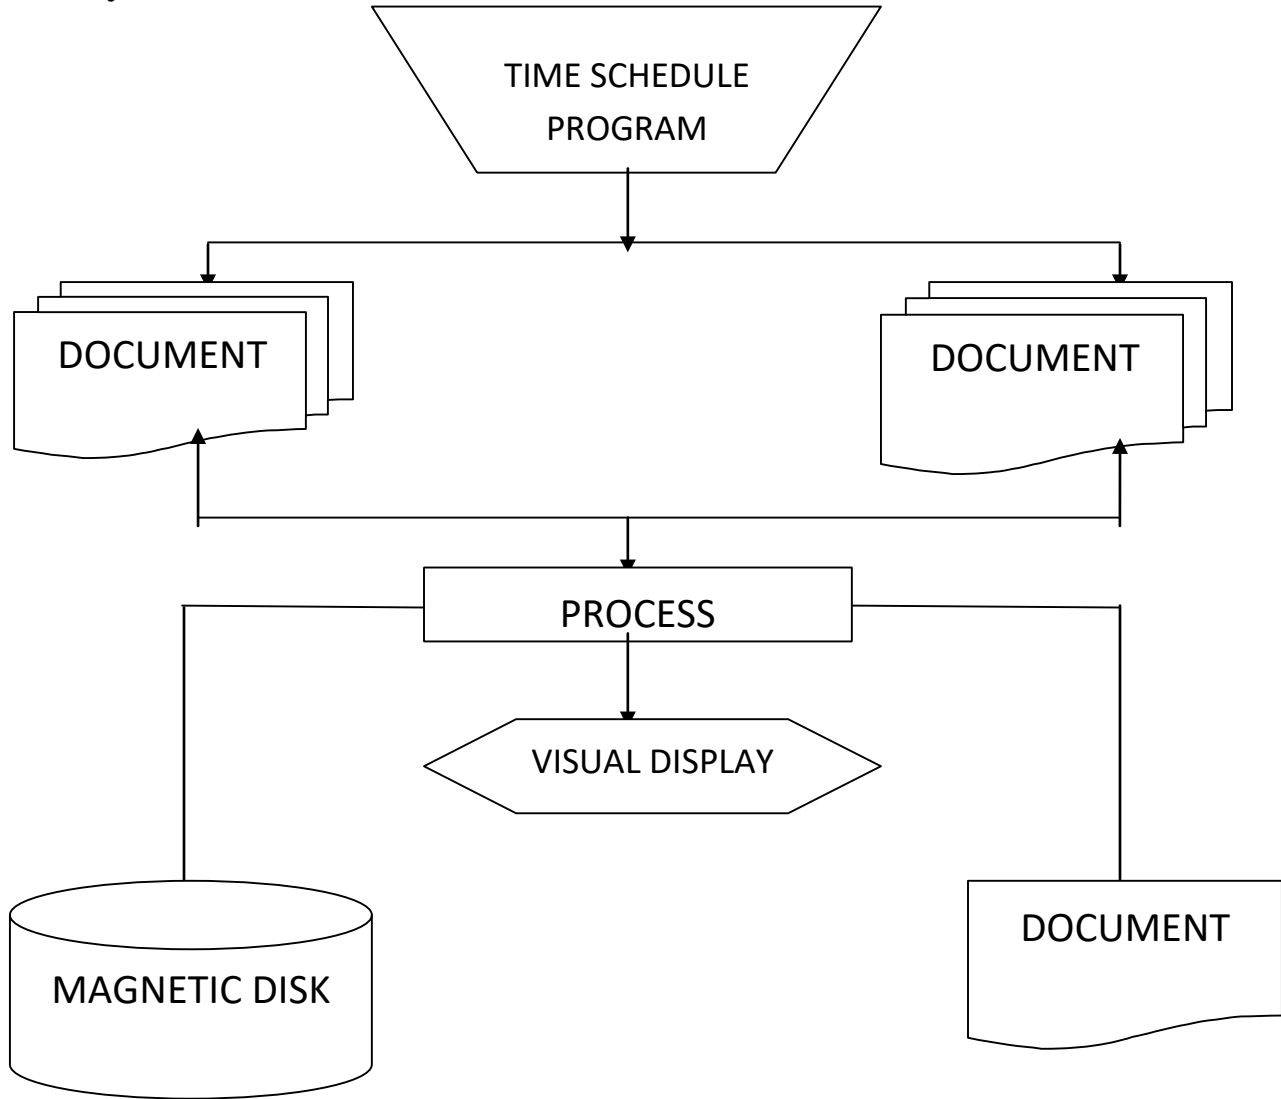 TIME SCHEDULE
PROGRAM
DOCUMENT
DOCUMENT
PROCESS
VISUAL DISPLAY
DOCUMENT
MAGNETIC DISK